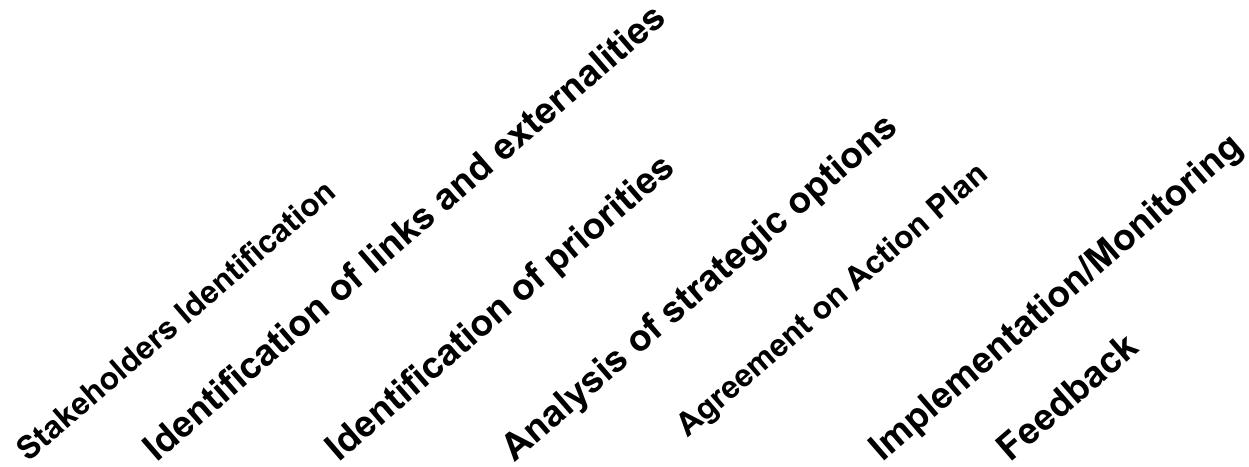 Stakeholders Identification
Identification of links and externalities
Identification of priorities
Analysis of strategic options
Agreement on Action Plan
Implementation/Monitoring
Feedback